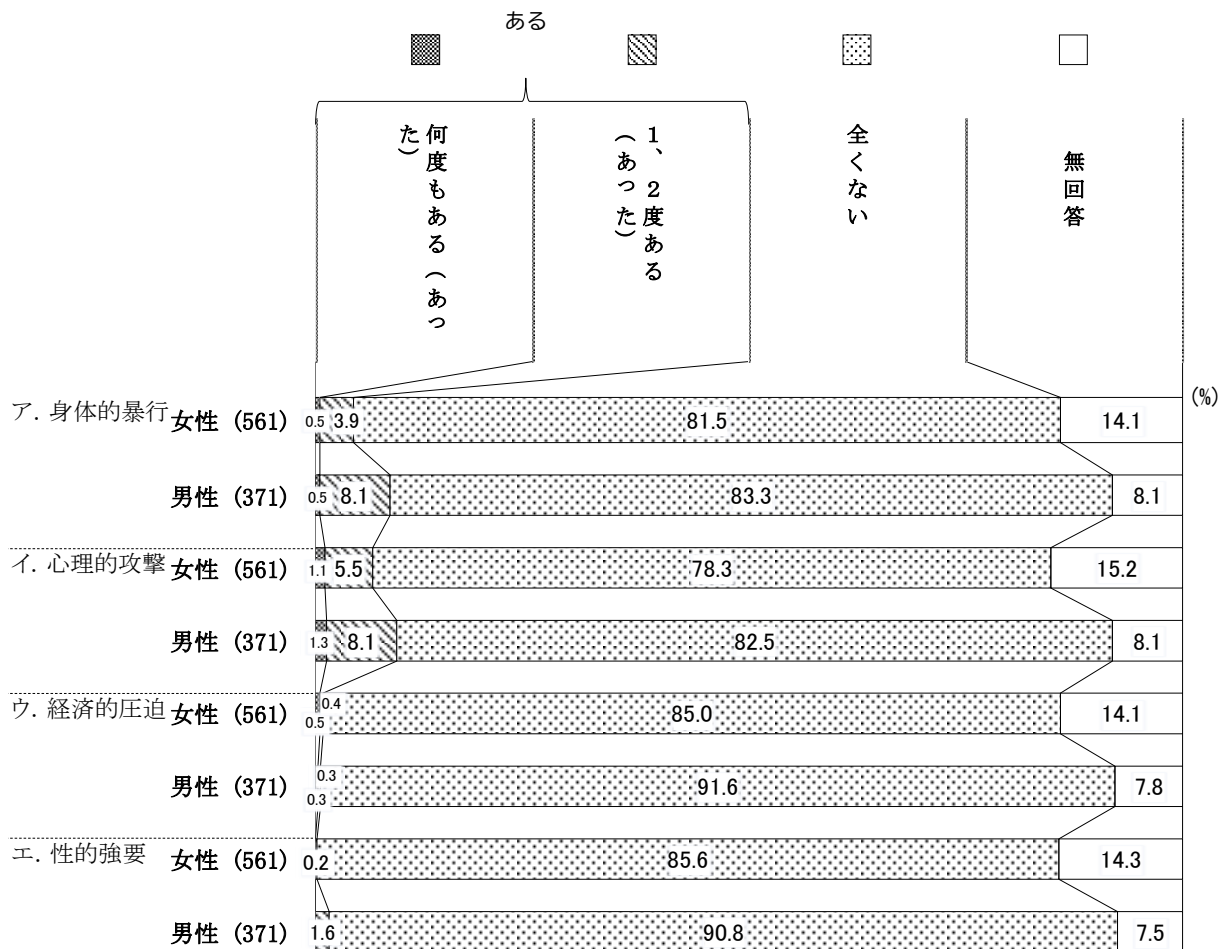 ある
何度もある（あっ
た）
1、2度ある
（あった）
全くない
無回答
(%)
ア. 身体的暴行 女性 (561) 0.5 3.9 81.5 14.1
男性 (371) 0.5 8.1 83.3 8.1
イ. 心理的攻撃 女性 (561) 1.1 5.5 78.3 15.2
男性 (371) 1.3 8.1 82.5 8.1
ウ. 経済的圧迫 女性 (561) 0.5 0.4 85.0 14.1
男性 (371) 0.3 0.3 91.6 7.8
エ. 性的強要 女性 (561) 0.2 85.6 14.3
男性 (371) 1.6 90.8 7.5